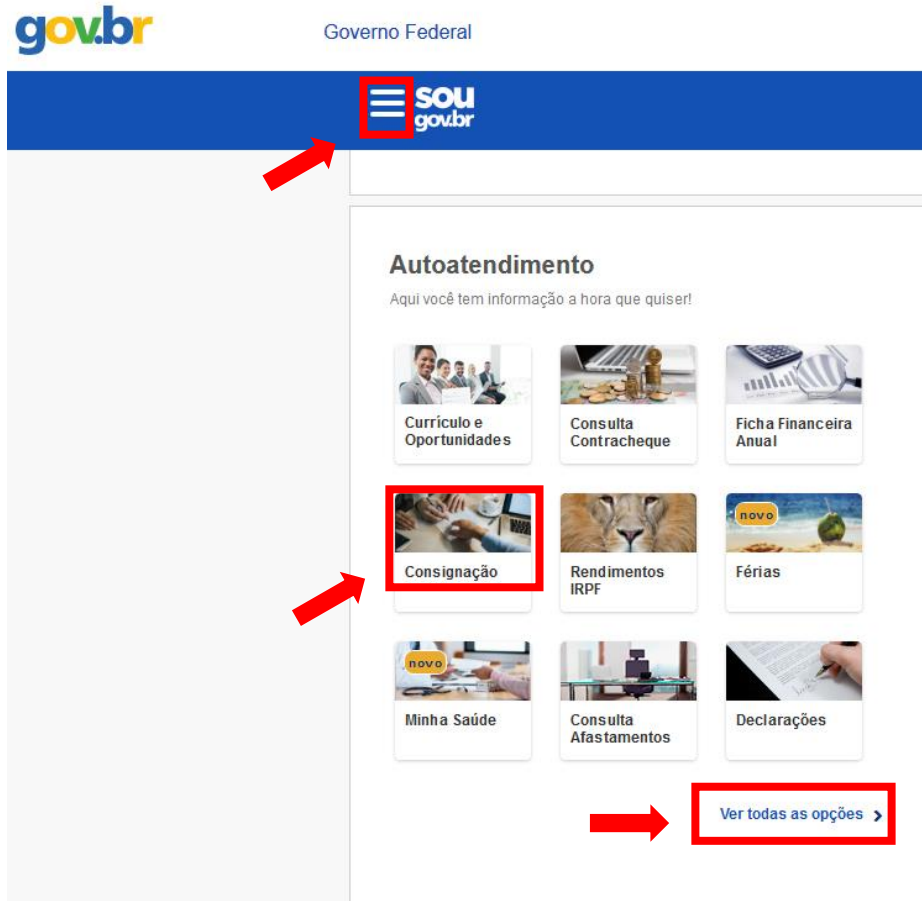 gov.br
Governo Federal
sou
gov.br
Autoatendimento
Aqui você tem informação a hora que quiser!
Currículo e
Oportunidades
Consulta
Contracheque
Ficha Financeira
Anual
Consignação
Rendimentos
IRPF
novo
Férias
novo
Minha Saúde
Consulta
Afastamentos
Declarações
Ver todas as opções